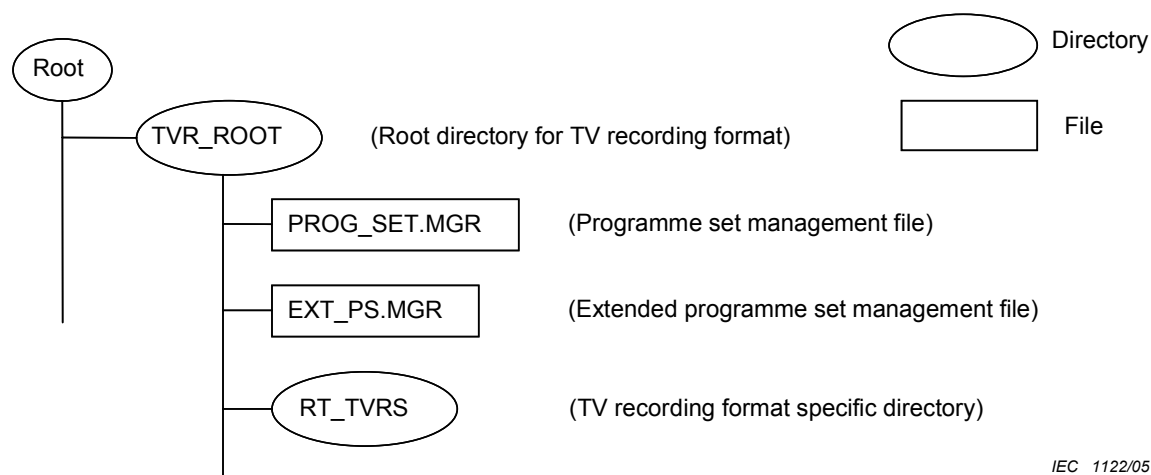 Directory
Root
File
TVR_ROOT (Root directory for TV recording format)
PROG_SET.MGR (Programme set management file)
EXT_PS.MGR (Extended programme set management file)
RT_TVRS (TV recording format specific directory)
IEC 1122/05